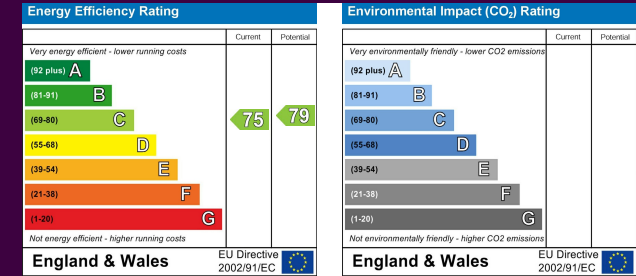 Energy Efficiency Rating
Current Potential
Very energy efficient - lower running costs
(92 plus) A
(81-91) B
(69-80) C
75 79
(55-68) D
(39-54) E
(21-38) F
(1-20) G
Not energy efficient - higher running costs
England & Wales
EU Directive
2002/91/EC
Environmental Impact (CO₂) Rating
Current Potential
Very environmentally friendly - lower CO2 emissions
(92 plus) A
(81-91) B
(69-80) C
(55-68) D
(39-54) E
(21-38) F
(1-20) G
Not environmentally friendly - higher CO2 emissions
England & Wales
EU Directive
2002/91/EC